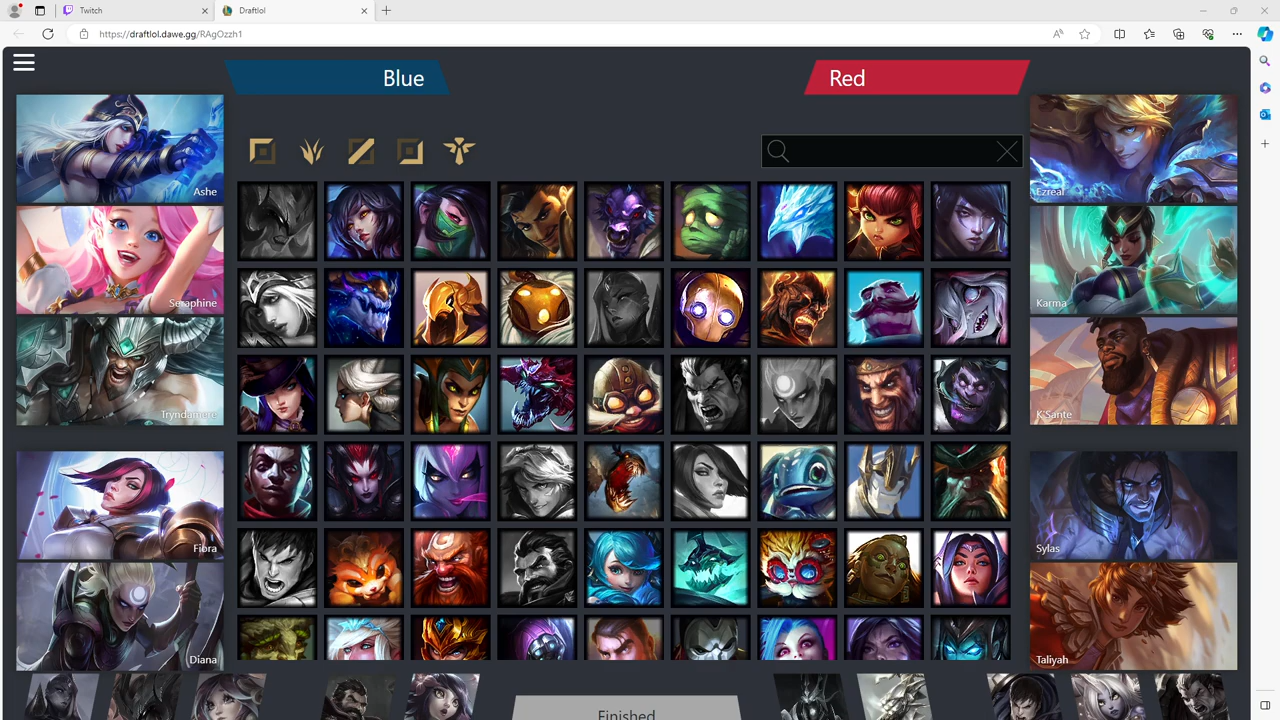 Twitch
Draftlol
https://draftlol.dawe.gg/RAgOzzh1
Blue
Red
Ashe
Seraphine
Tryndamere
Fiora
Diana
Ezreal
Karma
K'Sante
Sylas
Taliyah
Finished